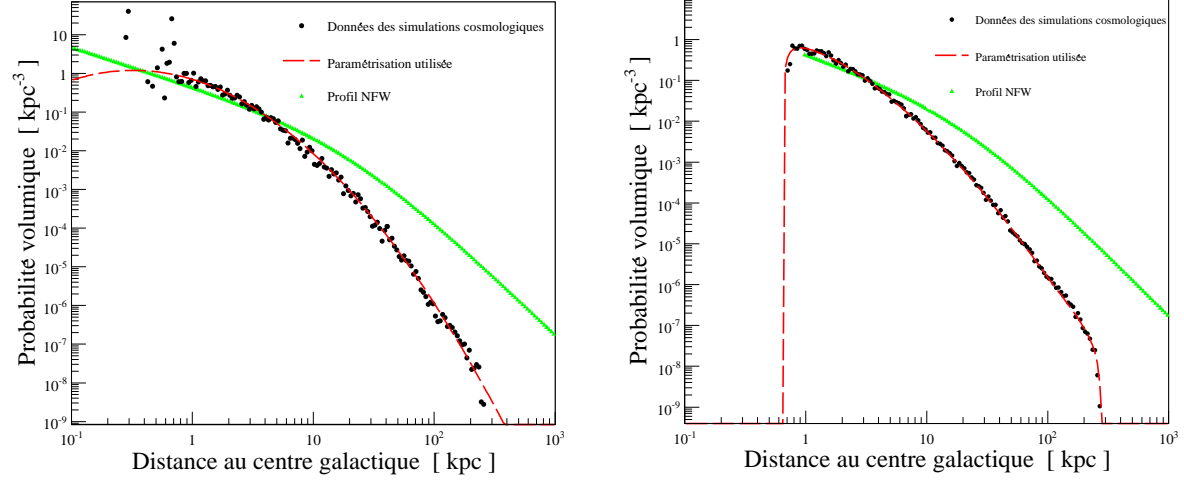 Données des simulations cosmologiques
Paramétrisation utilisée
Profil NFW
Probabilité volumique [ kpc⁻³ ]
10
1
10⁻¹
10⁻²
10⁻³
10⁻⁴
10⁻⁵
10⁻⁶
10⁻⁷
10⁻⁸
10⁻⁹
10⁻¹ 1 10 10² 10³
Distance au centre galactique [ kpc ]
Données des simulations cosmologiques
Paramétrisation utilisée
Profil NFW
Probabilité volumique [ kpc⁻³ ]
1
10⁻¹
10⁻²
10⁻³
10⁻⁴
10⁻⁵
10⁻⁶
10⁻⁷
10⁻⁸
10⁻⁹
10⁻¹ 1 10 10² 10³
Distance au centre galactique [ kpc ]